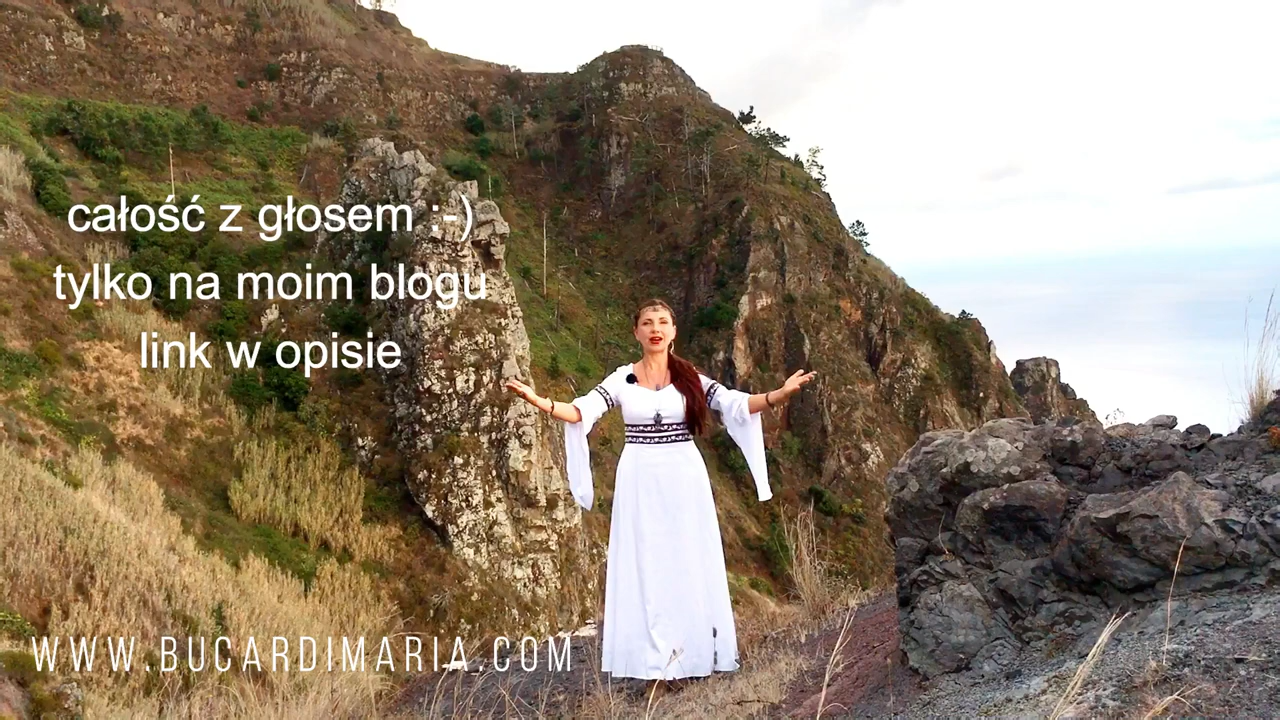 całość z głosem :-)
tylko na moim blogu
link w opisie
WWW.BUCARDIMARIA.COM